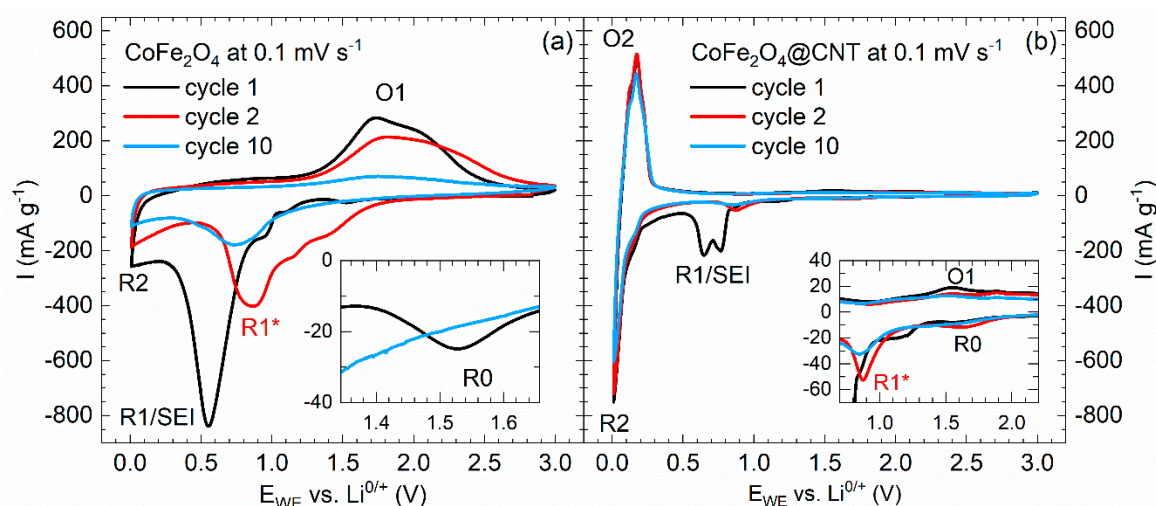 600
400
200
0
-200
-400
-600
-800
I (mA g⁻¹)
CoFe₂O₄ at 0.1 mV s⁻¹
(a)
cycle 1
cycle 2
cycle 10
O1
R2
R1*
R1/SEI
0
-20
-40
R0
1.4 1.5 1.6
0.0 0.5 1.0 1.5 2.0 2.5 3.0
E_WE vs. Li⁰ᐟ⁺ (V)
O2
CoFe₂O₄@CNT at 0.1 mV s⁻¹
(b)
cycle 1
cycle 2
cycle 10
R1/SEI
R2
40
20
0
-20
-40
-60
O1
R0
R1*
1.0 1.5 2.0
0.0 0.5 1.0 1.5 2.0 2.5 3.0
E_WE vs. Li⁰ᐟ⁺ (V)
600
400
200
0
-200
-400
-600
-800
I (mA g⁻¹)